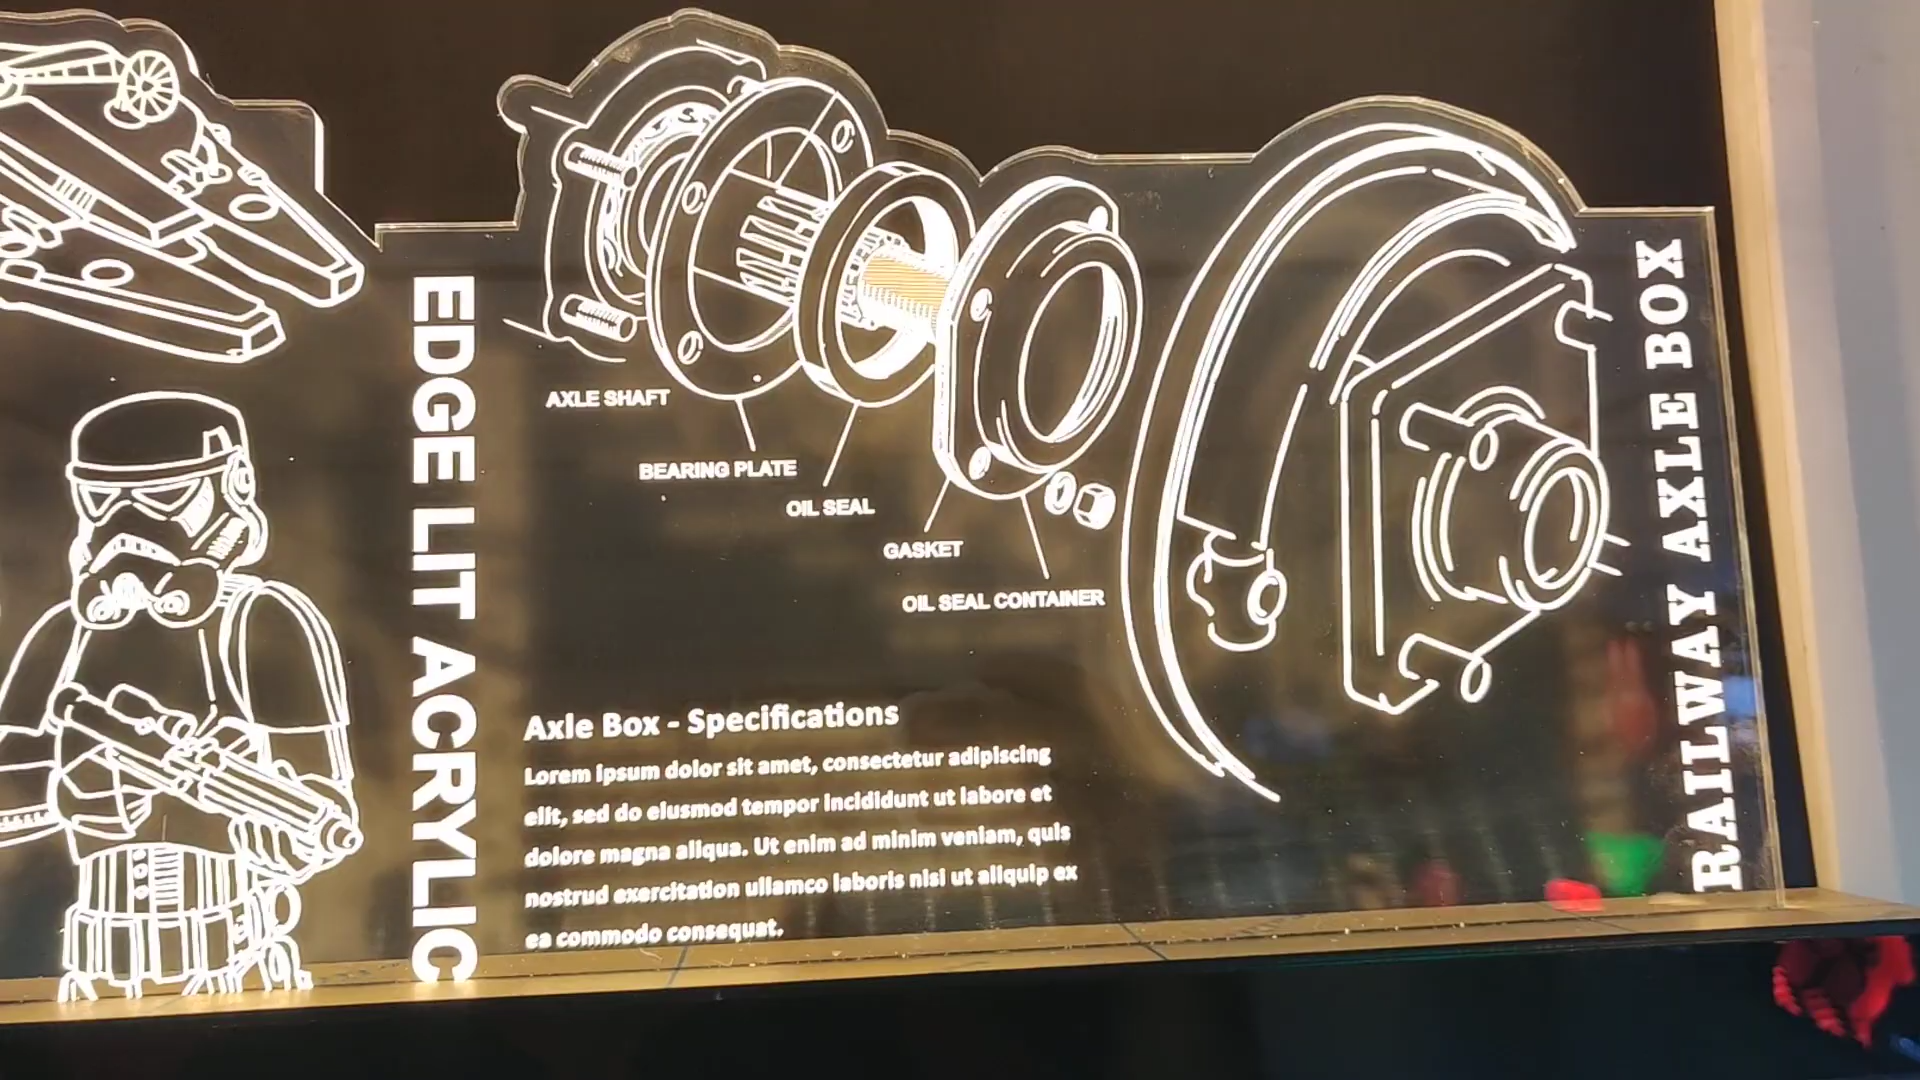 EDGE LIT ACRYLIC
AXLE SHAFT
BEARING PLATE
OIL SEAL
GASKET
OIL SEAL CONTAINER
Axle Box - Specifications
Lorem ipsum dolor sit amet, consectetur adipiscing
elit, sed do eiusmod tempor incididunt ut labore et
dolore magna aliqua. Ut enim ad minim veniam, quis
nostrud exercitation ullamco laboris nisi ut aliquip ex
ea commodo consequat.
RAILWAY AXLE BOX